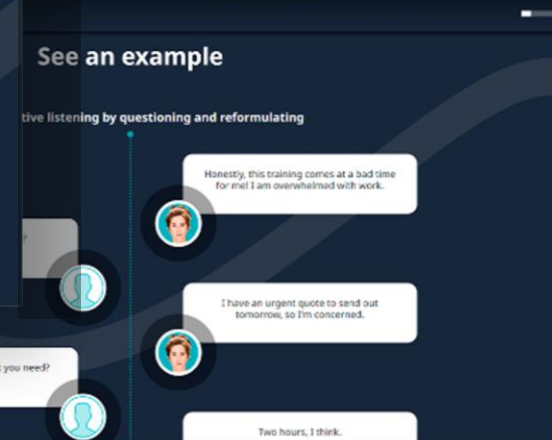 See an example
tive listening by questioning and reformulating
Honestly, this training comes at a bad time
for me! I am overwhelmed with work.
?
I have an urgent quote to send out
tomorrow, so I'm concerned.
you need?
Two hours, I think.